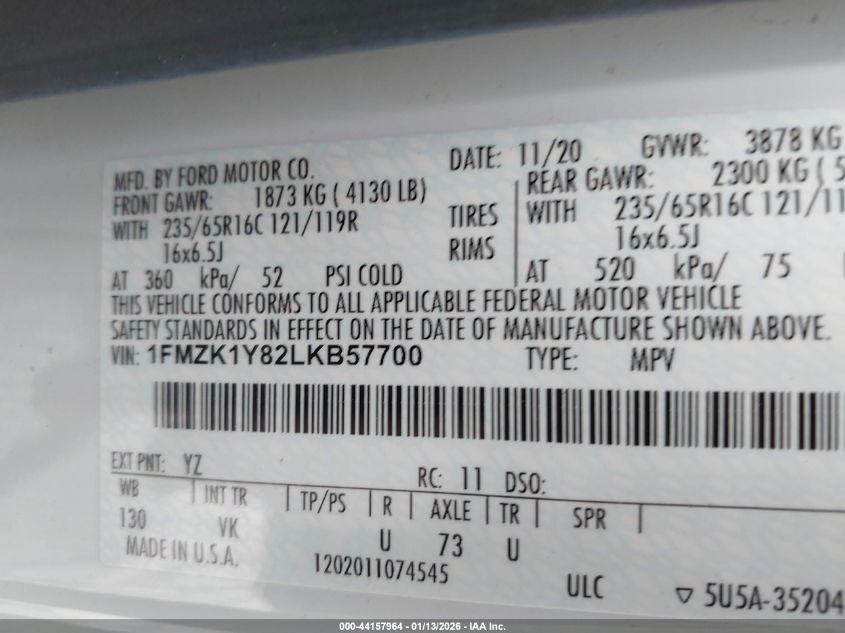 MFD. BY FORD MOTOR CO. DATE: 11/20 GVWR: 3878 KG
FRONT GAWR: 1873 KG ( 4130 LB) REAR GAWR: 2300 KG ( 5
WITH 235/65R16C 121/119R TIRES WITH 235/65R16C 121/11
16x6.5J RIMS 16x6.5J
AT 360 kPa/ 52 PSI COLD AT 520 kPa/ 75
THIS VEHICLE CONFORMS TO ALL APPLICABLE FEDERAL MOTOR VEHICLE
SAFETY STANDARDS IN EFFECT ON THE DATE OF MANUFACTURE SHOWN ABOVE.
VIN: 1FMZK1Y82LKB57700 TYPE: MPV
EXT PNT: YZ RC: 11 DSO:
WB INT TR TP/PS R AXLE TR SPR
130 VK U 73 U
MADE IN U.S.A. 1202011074545 ULC ▽ 5U5A-35204
000-44157964 - 01/13/2026 - IAA Inc.